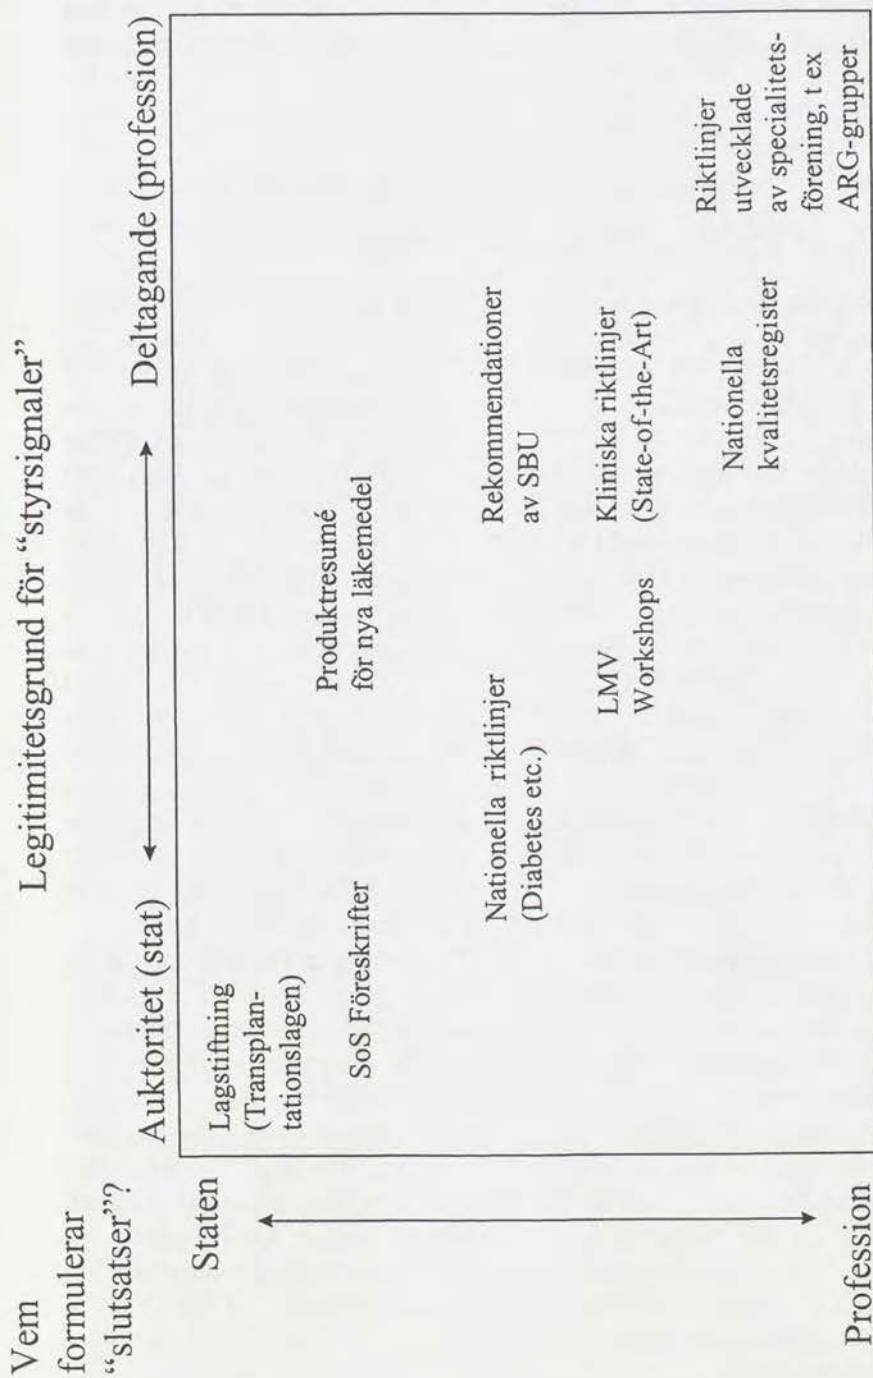 Legitimitetsgrund för “styrsignaler”
Vem
formulerar
“slutsatser”?
Auktoritet (stat)
Deltagande (profession)
Staten
Profession
Lagstiftning
(Transplan-
tationslagen)
SoS Föreskrifter
Produktresumé
för nya läkemedel
Nationella riktlinjer
(Diabetes etc.)
Rekommendationer
av SBU
LMV
Workshops
Kliniska riktlinjer
(State-of-the-Art)
Nationella
kvalitetsregister
Riktlinjer
utvecklade
av specialitets-
förening, t ex
ARG-grupper